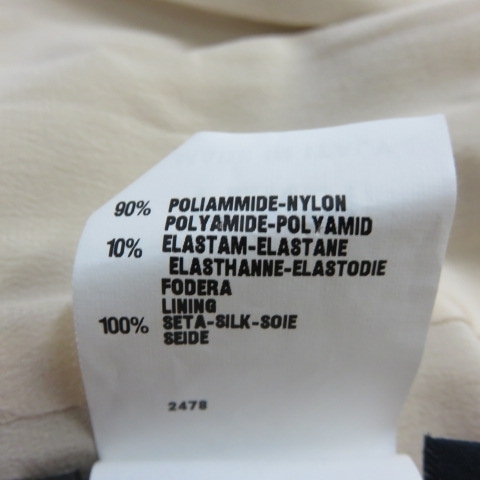 90% POLIAMMIDE-NYLON
POLYAMIDE-POLYAMID
10% ELASTAM-ELASTANE
ELASTHANNE-ELASTODIE
FODERA
LINING
100% SETA-SILK-SOIE
SEIDE
2478